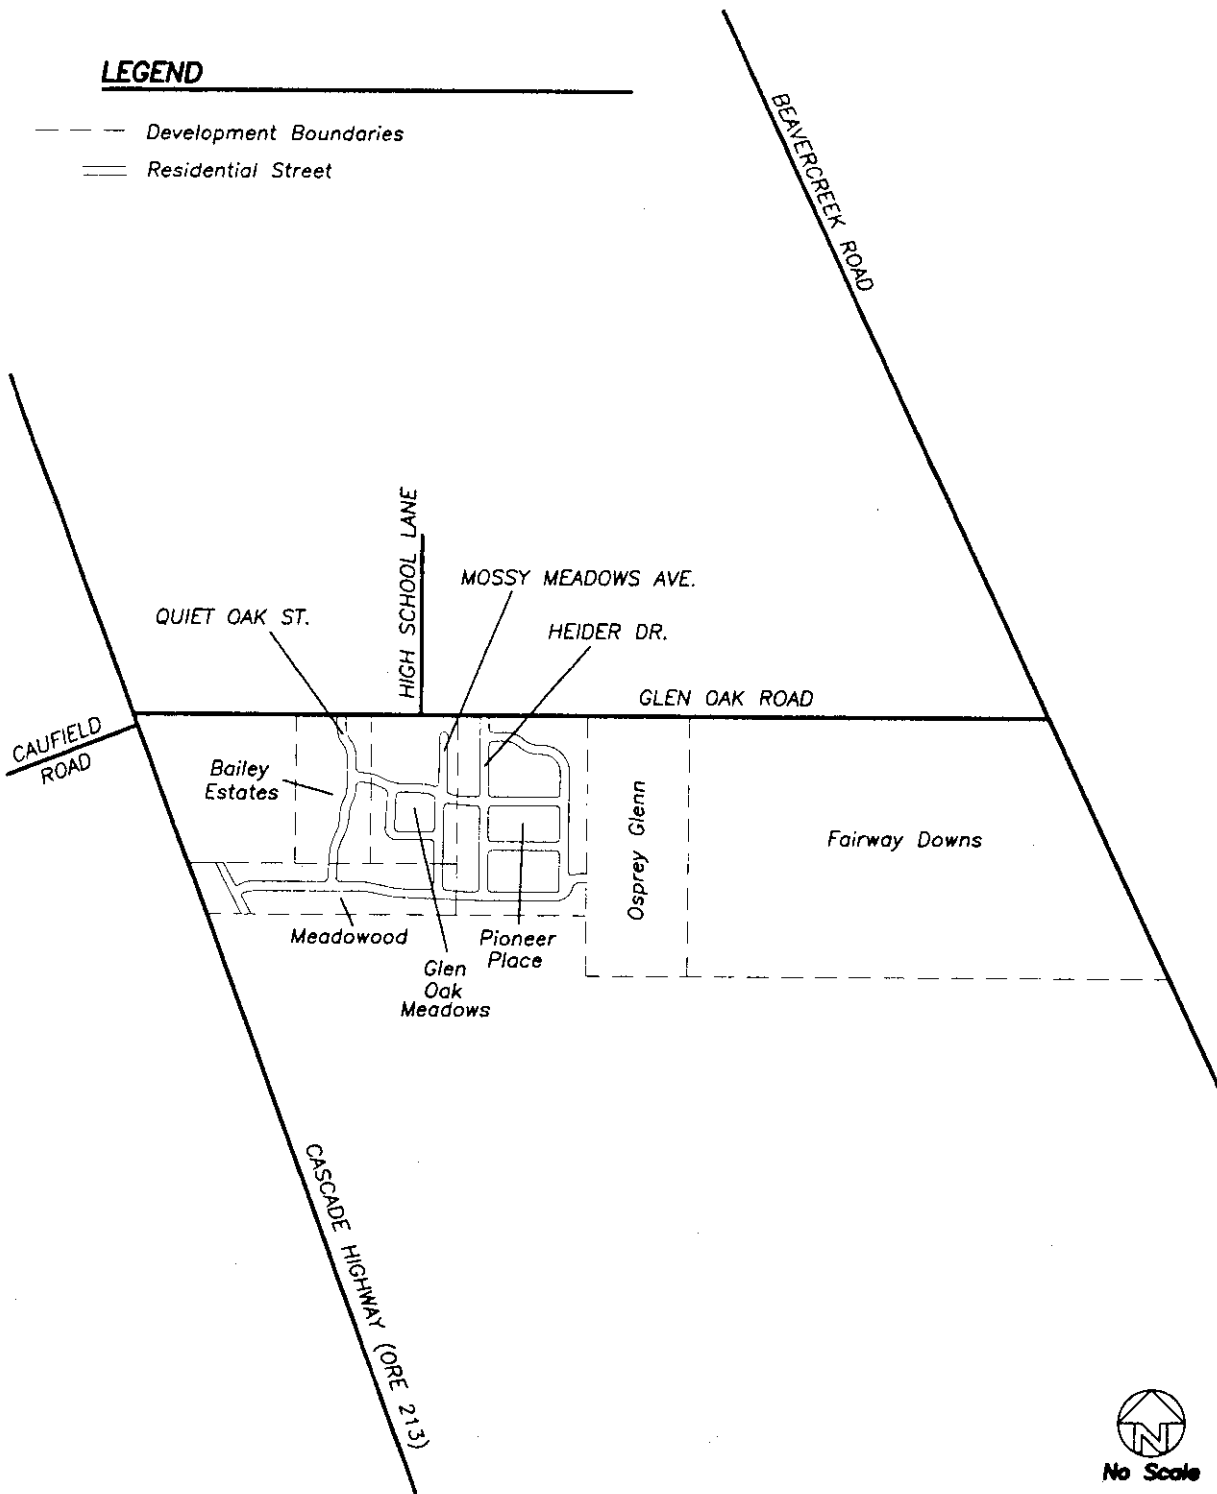 LEGEND
Development Boundaries
Residential Street
BEAVERCREEK ROAD
HIGH SCHOOL LANE
MOSSY MEADOWS AVE.
QUIET OAK ST.
HEIDER DR.
GLEN OAK ROAD
CAUFIELD
ROAD
Bailey
Estates
Osprey Glenn
Fairway Downs
Meadowood
Pioneer
Place
Glen
Oak
Meadows
CASCADE HIGHWAY (ORE 213)
N
No Scale